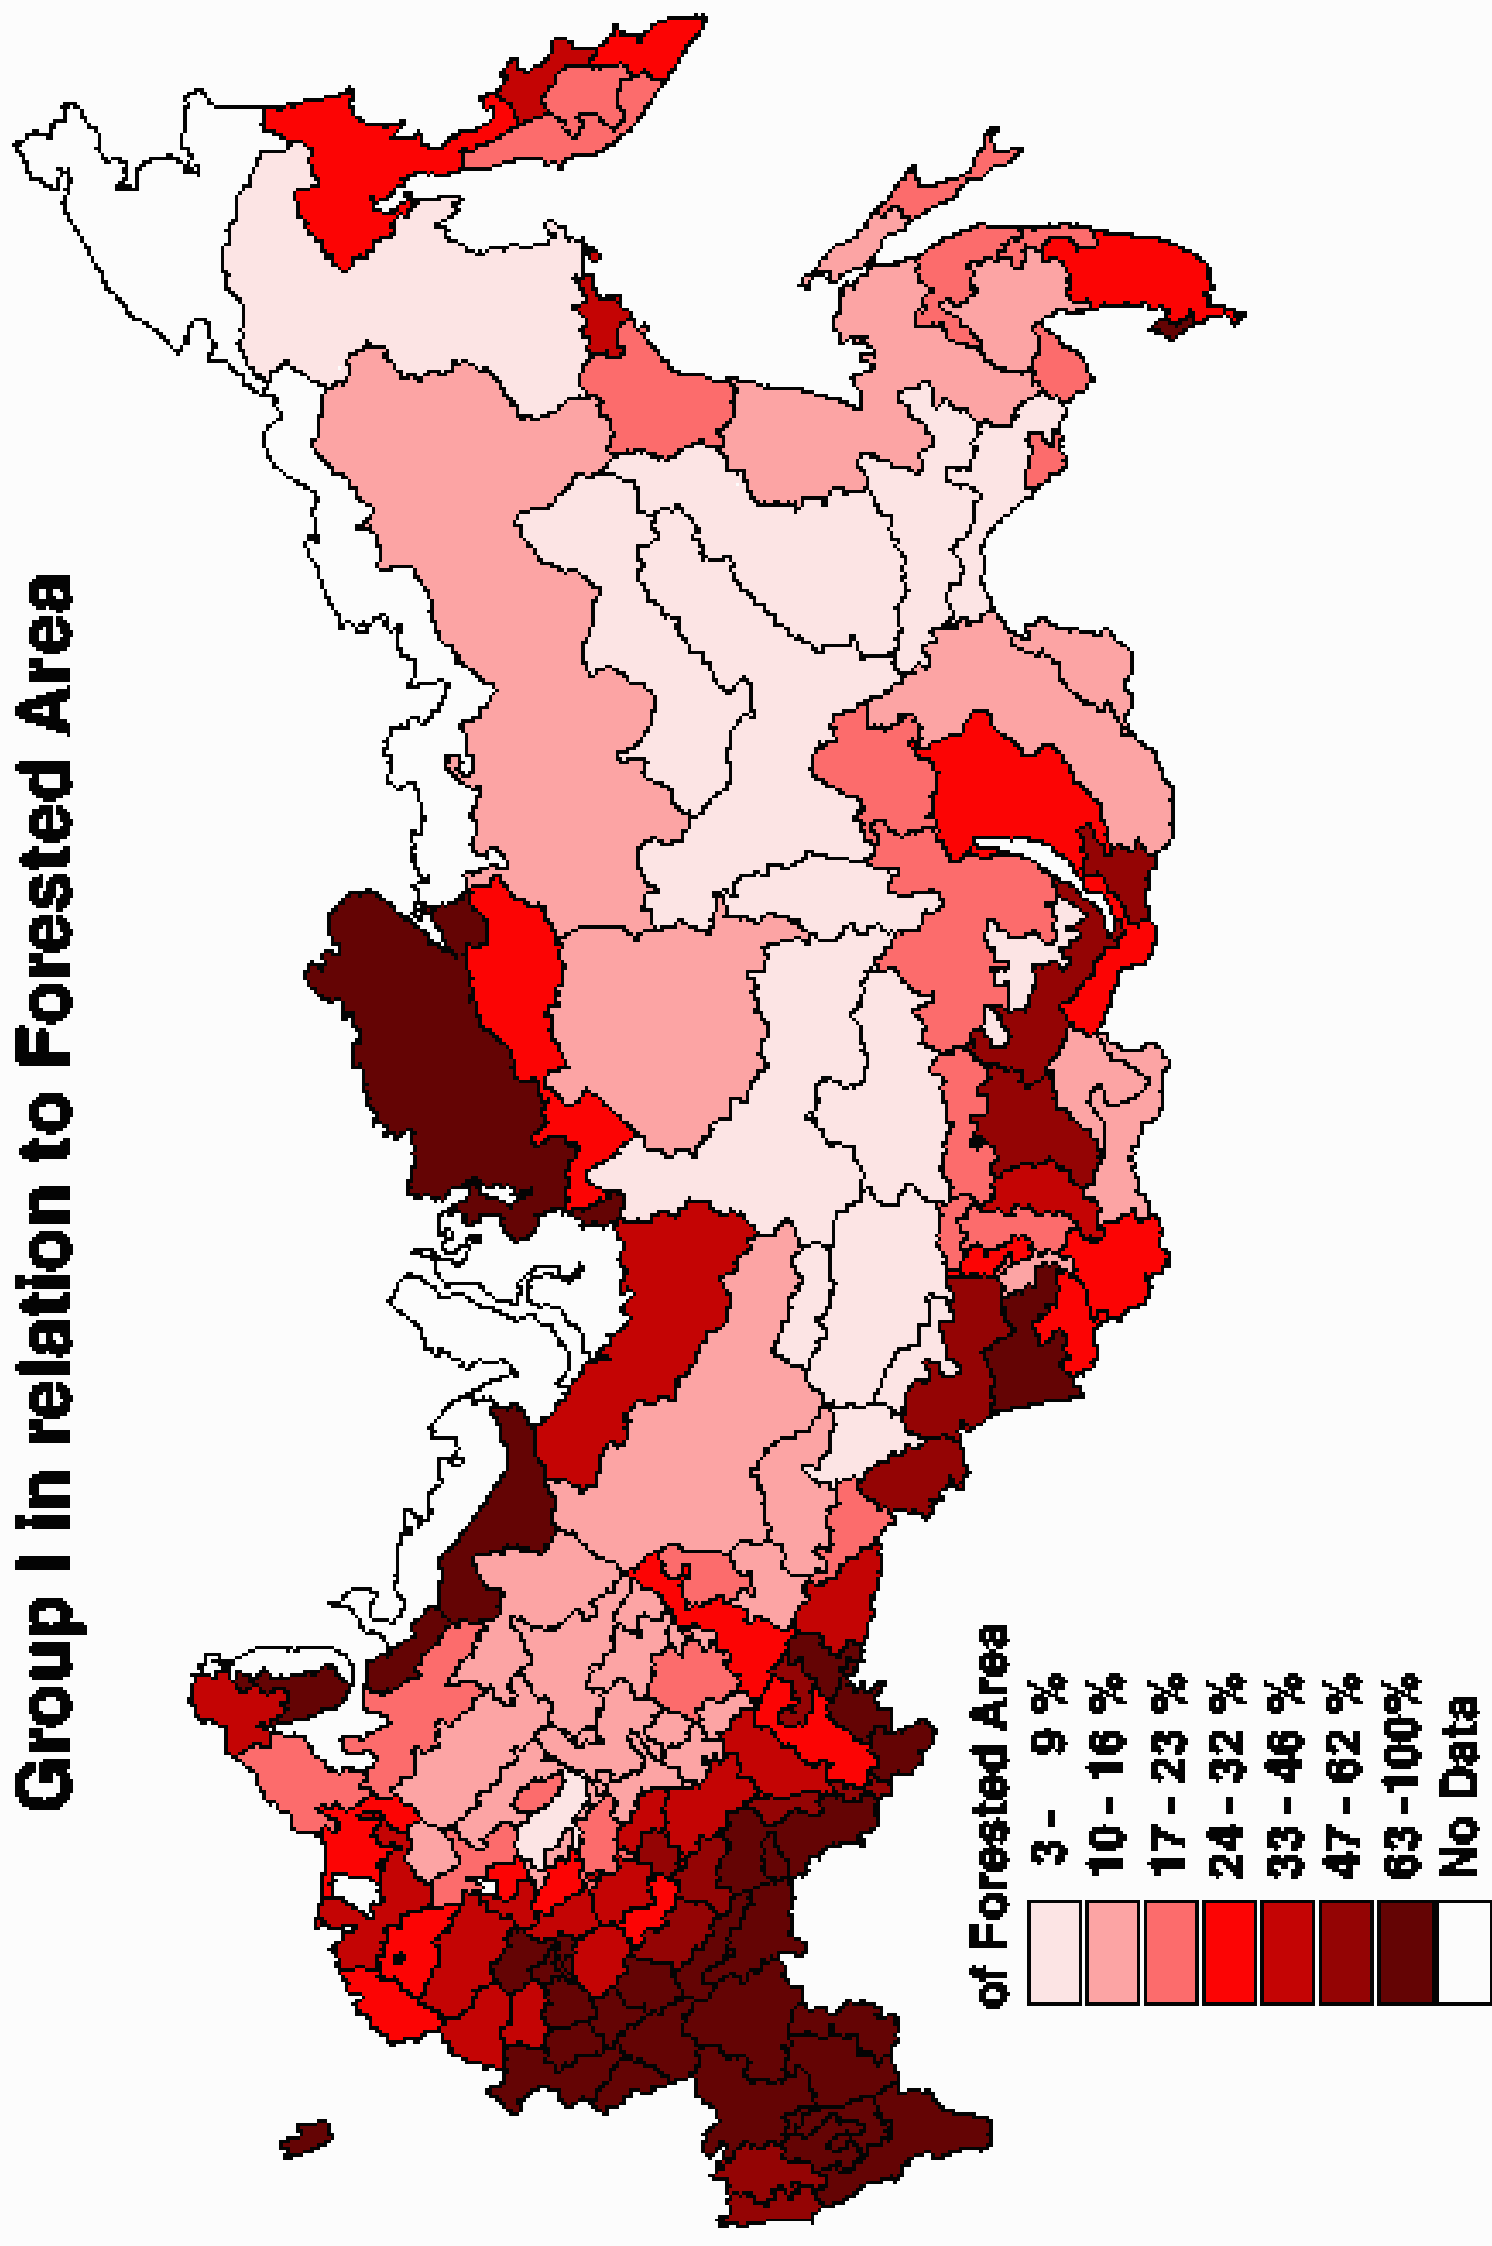 Group I in relation to Forested Area
of Forested Area
3 - 9 %
10 - 16 %
17 - 23 %
24 - 32 %
33 - 46 %
47 - 62 %
63 -100%
No Data